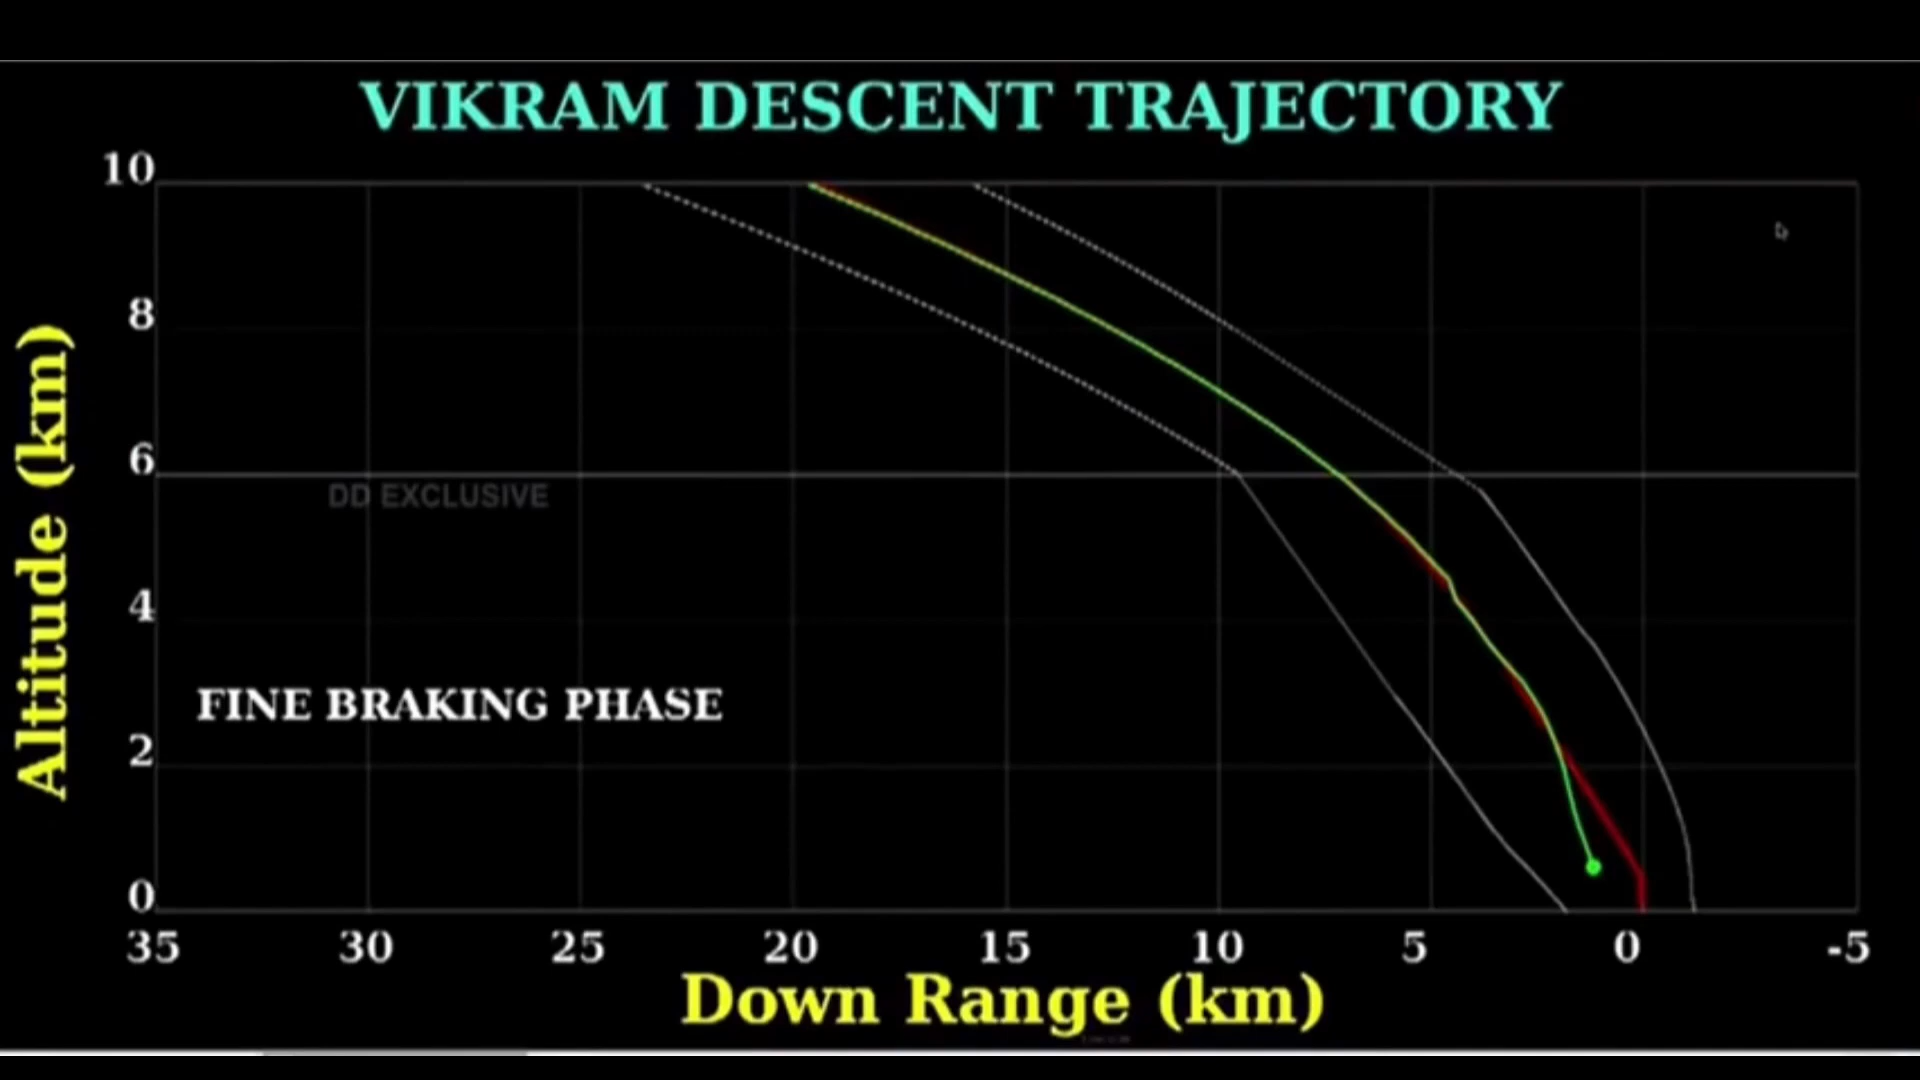 VIKRAM DESCENT TRAJECTORY
10
8
6
4
2
0
Altitude (km)
DD EXCLUSIVE
FINE BRAKING PHASE
35 30 25 20 15 10 5 0 -5
Down Range (km)